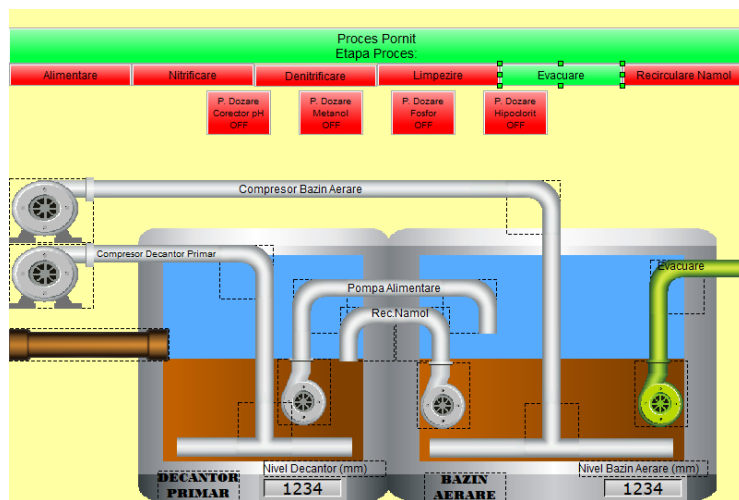 Proces Pornit
Etapa Proces:
Alimentare
Nitrificare
Denitrificare
Limpezire
Evacuare
Recirculare Namol
P. Dozare
Corector pH
OFF
P. Dozare
Metanol
OFF
P. Dozare
Fosfor
OFF
P. Dozare
Hipoclorit
OFF
Compresor Bazin Aerare
Compresor Decantor Primar
Evacuare
Pompa Alimentare
Rec.Namol
Nivel Decantor (mm)
Nivel Bazin Aerare (mm)
DECANTOR
PRIMAR
1234
BAZIN
AERARE
1234